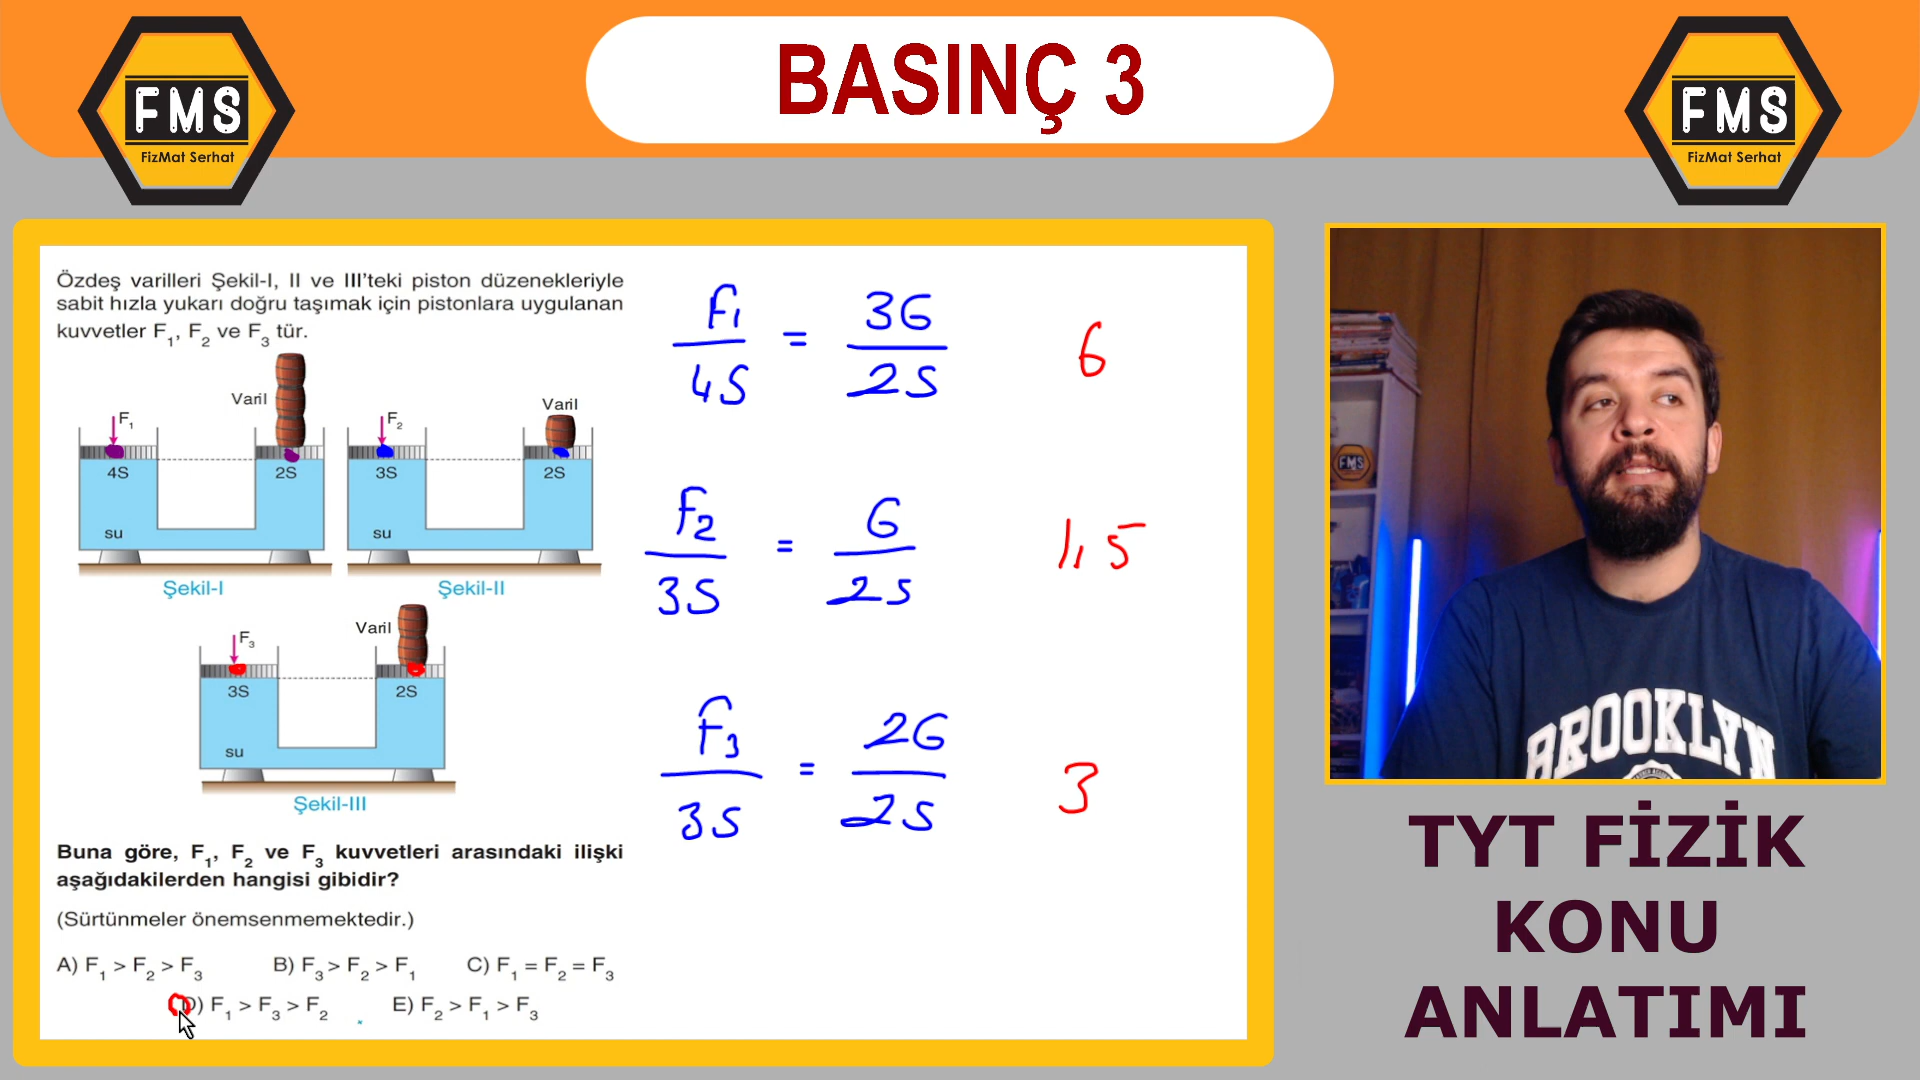 BASINÇ 3
FMS
FizMat Serhat
FMS
FizMat Serhat
Özdeş varilleri Şekil-I, II ve III'teki piston düzenekleriyle
sabit hızla yukarı doğru taşımak için pistonlara uygulanan
kuvvetler F₁, F₂ ve F₃ tür.
Varil
F₁
4S
2S
su
Şekil-I
Varil
F₂
3S
2S
su
Şekil-II
Varil
F₃
3S
2S
su
Şekil-III
F₁/4S = 3G/2S 6
F₂/3S = G/2S 1,5
F₃/3S = 2G/2S 3
Buna göre, F₁, F₂ ve F₃ kuvvetleri arasındaki ilişki
aşağıdakilerden hangisi gibidir?
(Sürtünmeler önemsenmemektedir.)
A) F₁ > F₂ > F₃ B) F₃ > F₂ > F₁ C) F₁ = F₂ = F₃
D) F₁ > F₃ > F₂ E) F₂ > F₁ > F₃
FMS
BROOKLYN
TYT FİZİK
KONU
ANLATIMI